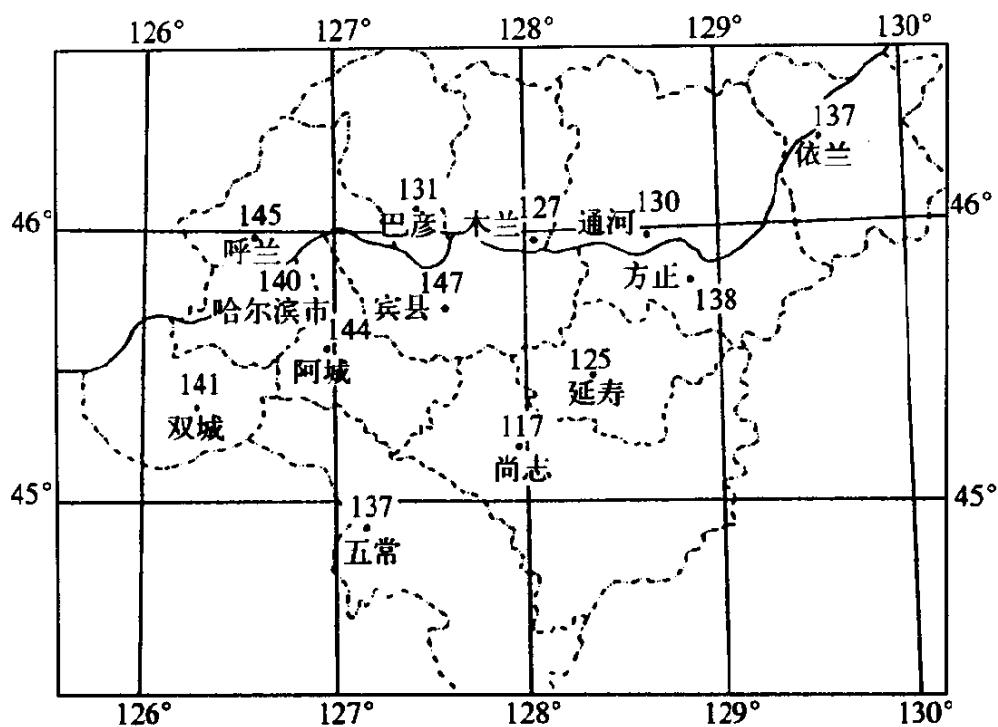 126° 127° 128° 129° 130°
137
依兰
131 127 130
46° 145 巴彦 木兰 通河 46°
呼兰
140 147 方正
哈尔滨市 宾县 138
144
阿城 125
141 延寿
双城 117
尚志
45° 45°
137
五常
126° 127° 128° 129° 130°